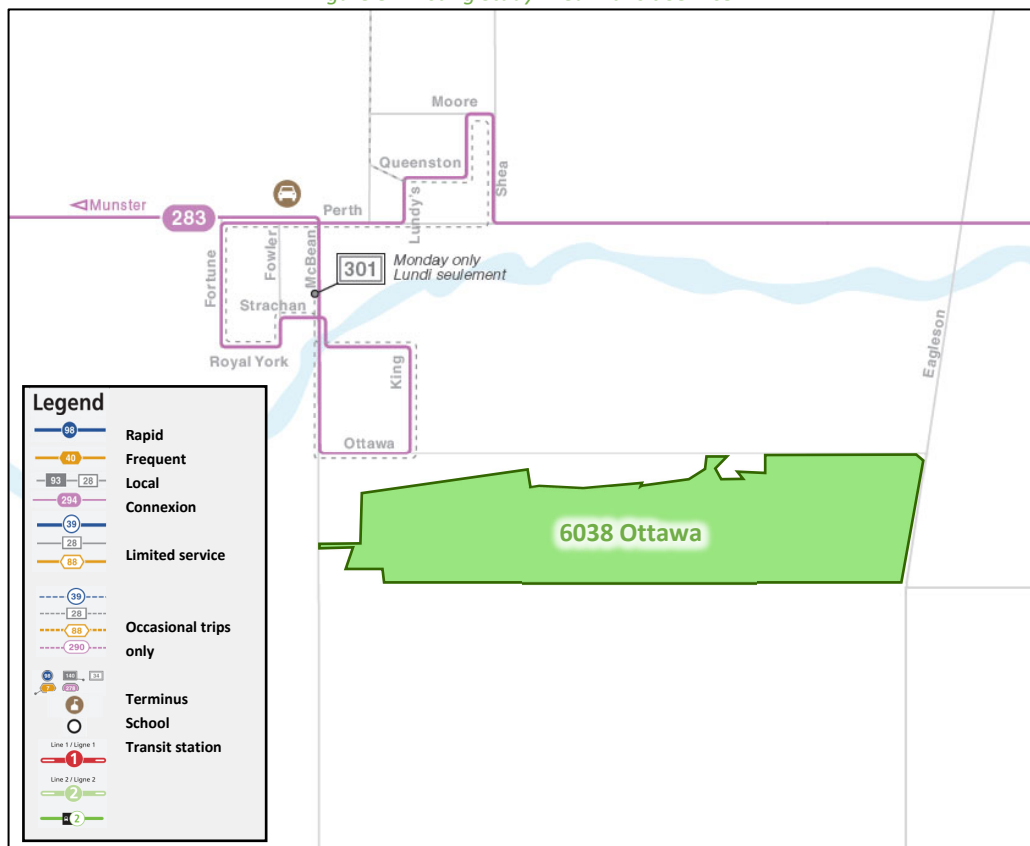 Moore
Queenston
Shea
Munster
283
Perth
Lundy's
Fortune
Fowler
McBean
301
Monday only
Lundi seulement
Strachan
Royal York
King
Eagleson
Ottawa
6038 Ottawa
Legend
98
Rapid
40
Frequent
93 28
Local
294
Connexion
39
28
Limited service
88
39
28
88
Occasional trips
290
only
Terminus
School
Transit station
Line 1 / Ligne 1
1
Line 2 / Ligne 2
2
2